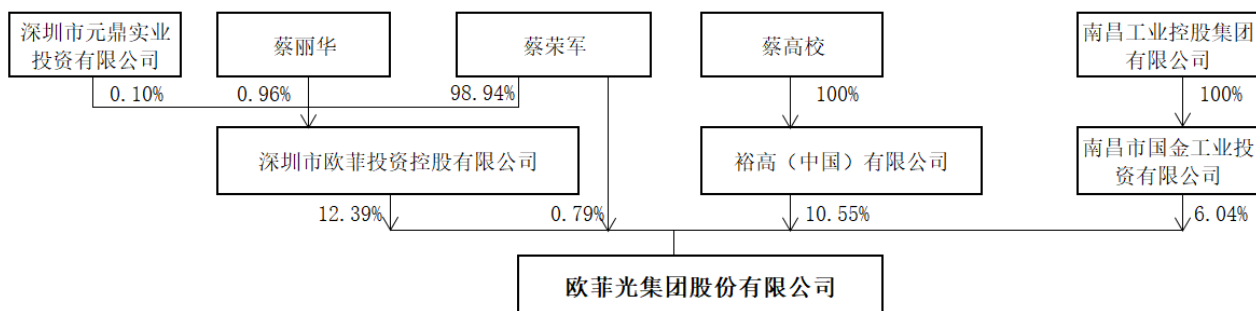 深圳市元鼎实业
投资有限公司
蔡丽华
蔡荣军
蔡高校
南昌工业控股集团
有限公司
0.10%
0.96%
98.94%
100%
100%
深圳市欧菲投资控股有限公司
裕高（中国）有限公司
南昌市国金工业投
资有限公司
12.39%
0.79%
10.55%
6.04%
欧菲光集团股份有限公司